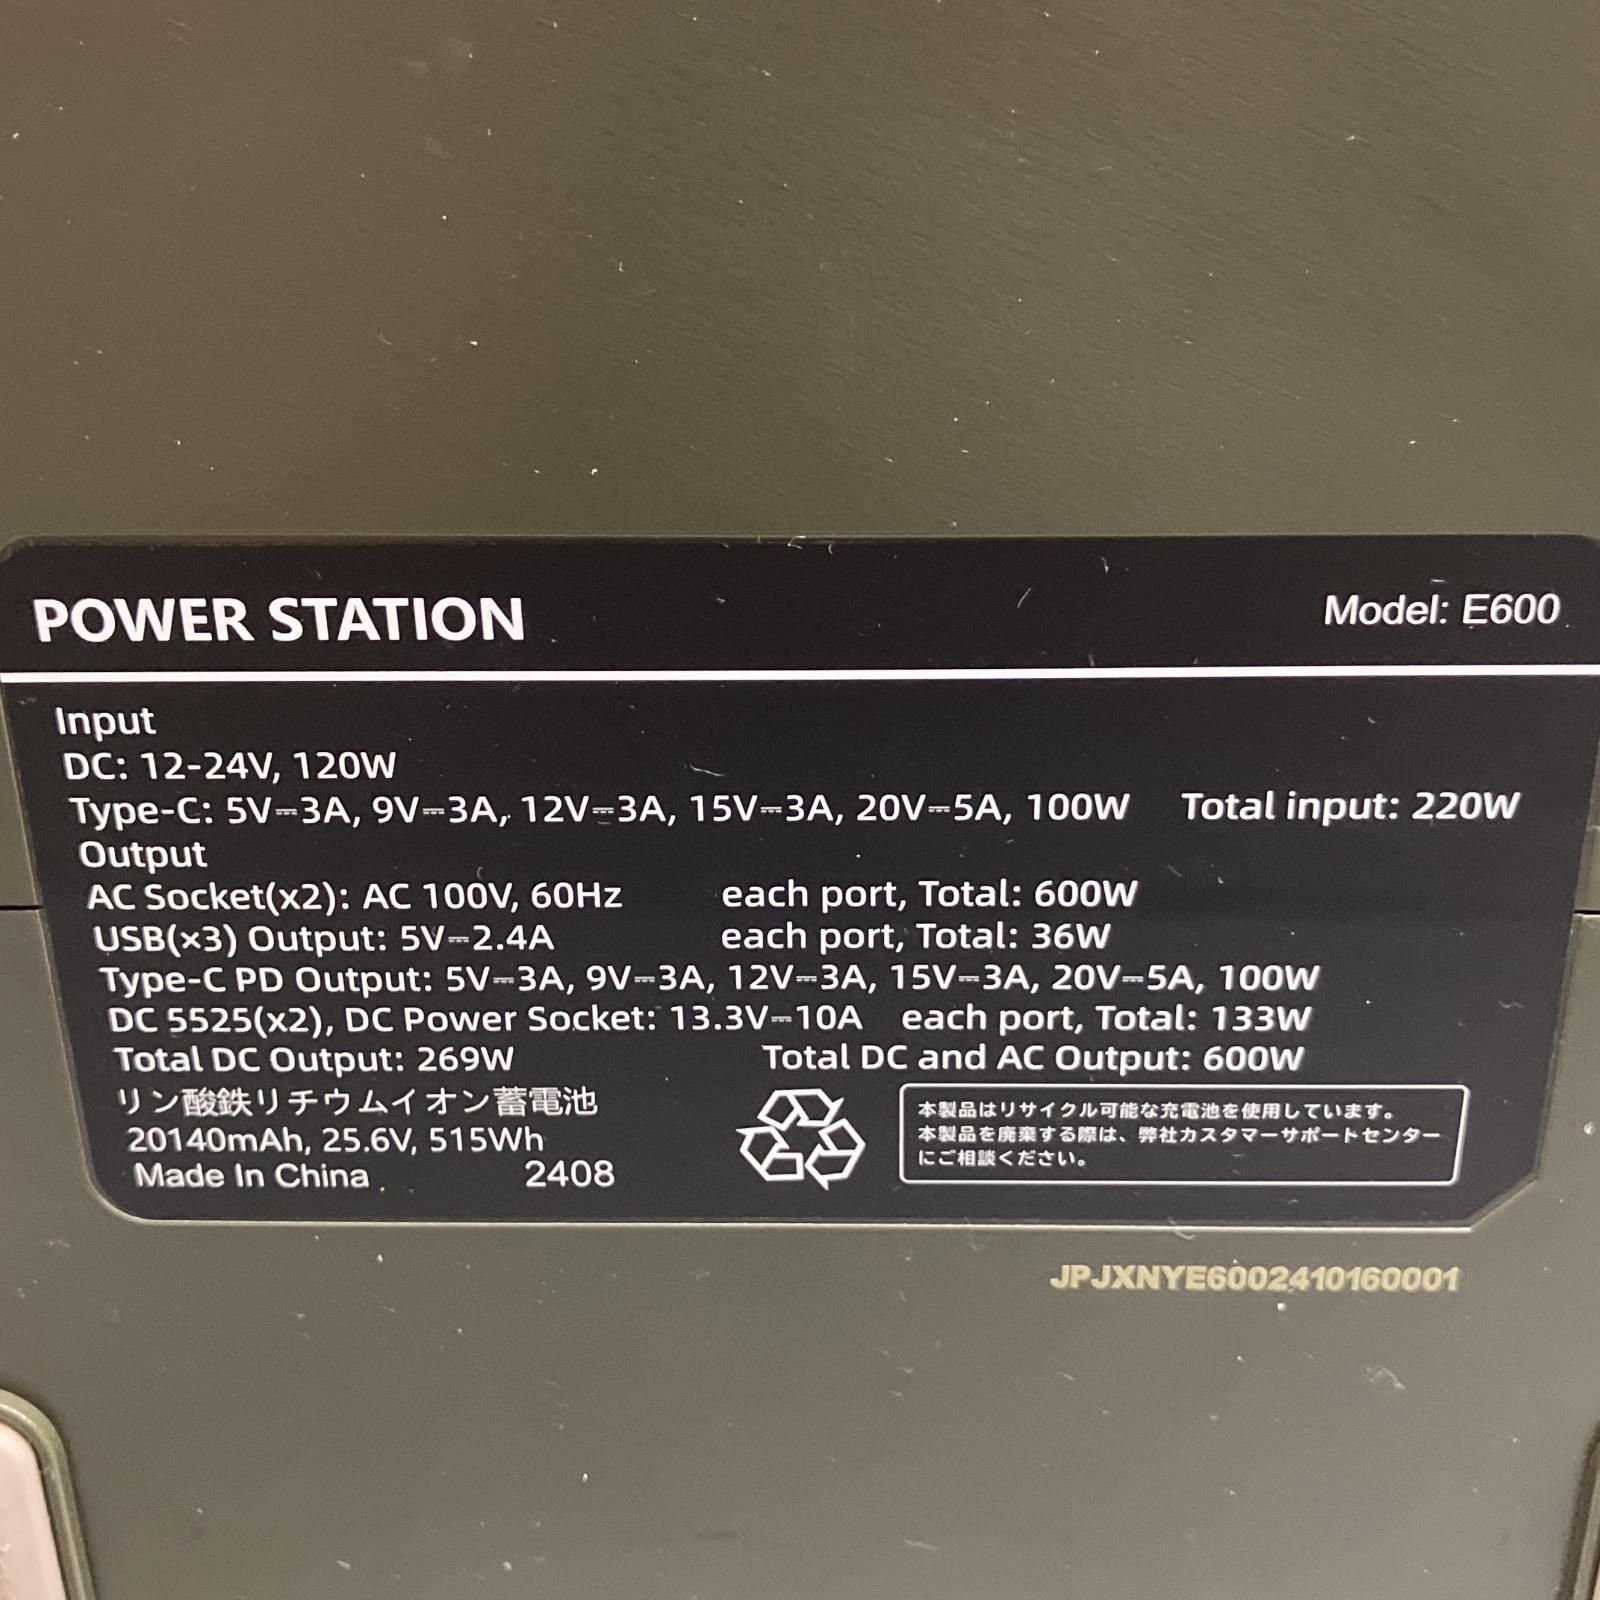 POWER STATION
Model: E600
Input
DC: 12-24V, 120W
Type-C: 5V⎓3A, 9V⎓3A, 12V⎓3A, 15V⎓3A, 20V⎓5A, 100W Total input: 220W
Output
AC Socket(x2): AC 100V, 60Hz each port, Total: 600W
USB(×3) Output: 5V⎓2.4A each port, Total: 36W
Type-C PD Output: 5V⎓3A, 9V⎓3A, 12V⎓3A, 15V⎓3A, 20V⎓5A, 100W
DC 5525(x2), DC Power Socket: 13.3V⎓10A each port, Total: 133W
Total DC Output: 269W Total DC and AC Output: 600W
リン酸鉄リチウムイオン蓄電池
20140mAh, 25.6V, 515Wh
Made In China 2408
本製品はリサイクル可能な充電池を使用しています。
本製品を廃棄する際は、弊社カスタマーサポートセンター
にご相談ください。
JPJXNYE6002410160001